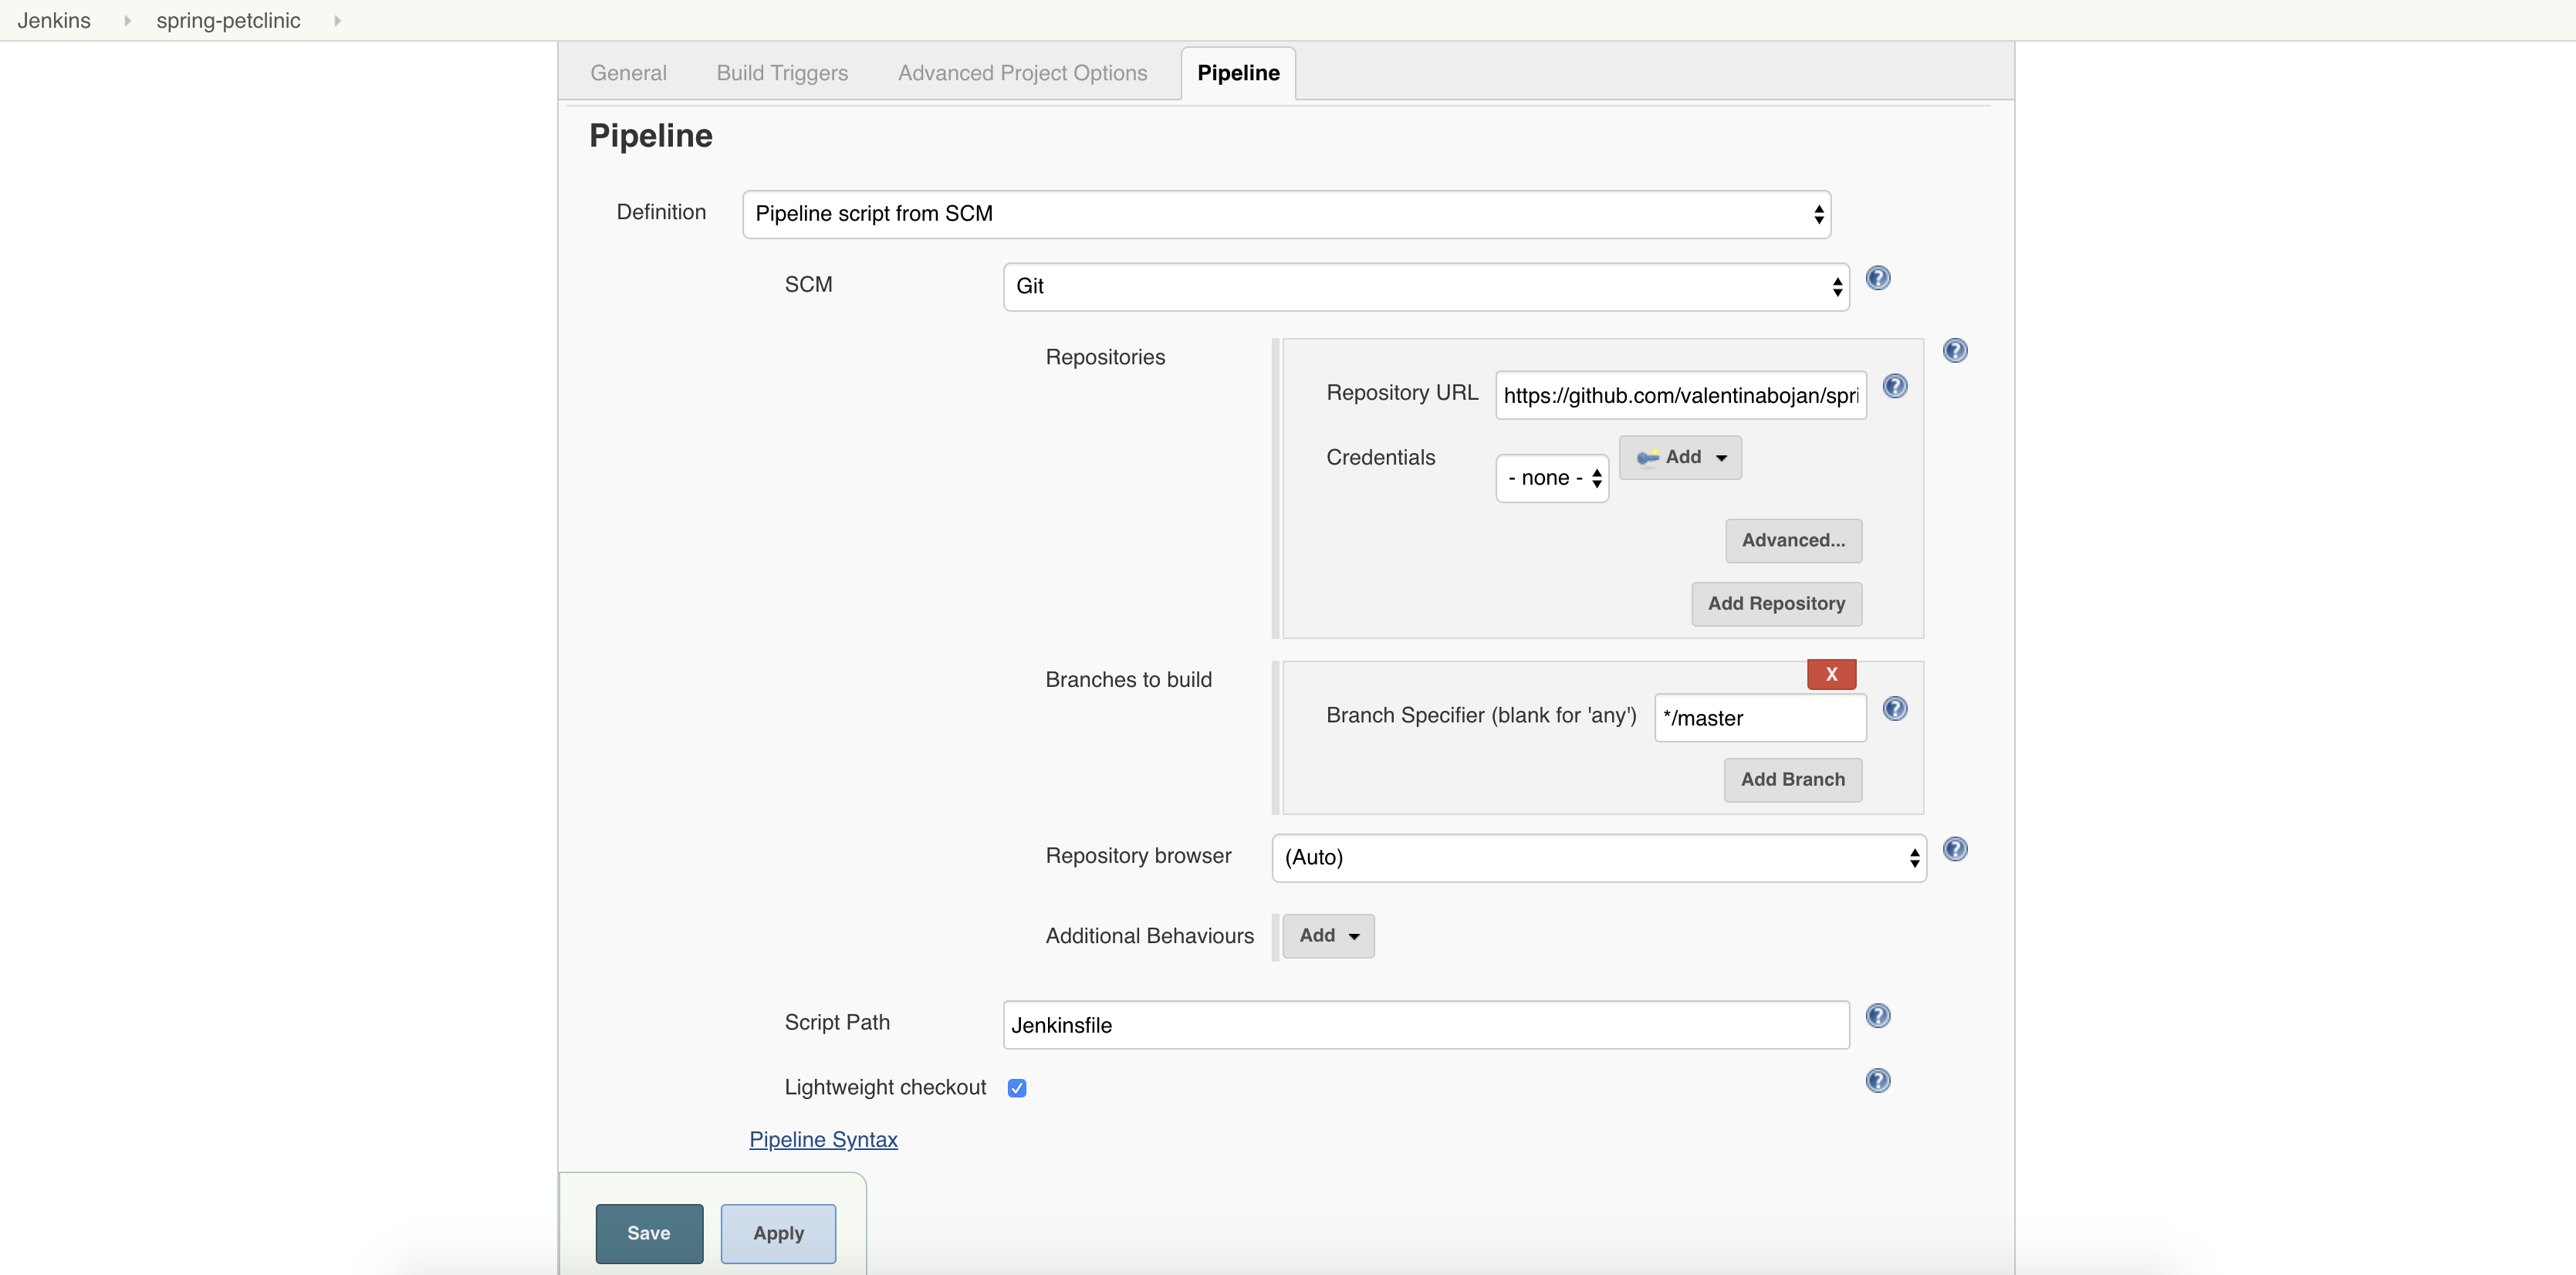 Jenkins spring-petclinic
General Build Triggers Advanced Project Options Pipeline
Pipeline
Definition Pipeline script from SCM
SCM Git
Repositories
Repository URL https://github.com/valentinabojan/spri
Credentials - none - Add
Advanced...
Add Repository
Branches to build X
Branch Specifier (blank for 'any') */master
Add Branch
Repository browser (Auto)
Additional Behaviours Add
Script Path Jenkinsfile
Lightweight checkout
Pipeline Syntax
Save Apply